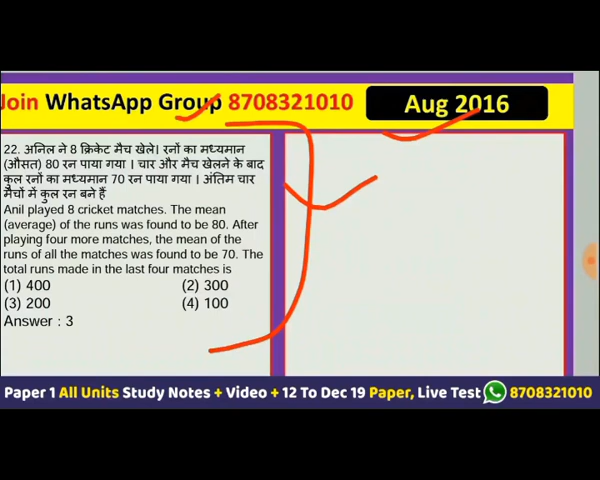 Join WhatsApp Group 8708321010
Aug 2016
22. अनिल ने 8 क्रिकेट मैच खेले। रनों का मध्यमान
(औसत) 80 रन पाया गया । चार और मैच खेलने के बाद
कुल रनों का मध्यमान 70 रन पाया गया । अंतिम चार
मैचों में कुल रन बने हैं
Anil played 8 cricket matches. The mean
(average) of the runs was found to be 80. After
playing four more matches, the mean of the
runs of all the matches was found to be 70. The
total runs made in the last four matches is
(1) 400 (2) 300
(3) 200 (4) 100
Answer : 3
Paper 1 All Units Study Notes + Video + 12 To Dec 19 Paper, Live Test 8708321010